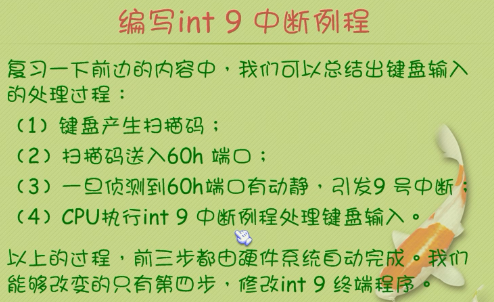 编写int 9 中断例程
复习一下前边的内容中，我们可以总结出键盘输入
的处理过程：
（1）键盘产生扫描码；
（2）扫描码送入60h 端口；
（3）一旦侦测到60h端口有动静，引发9 号中断；
（4）CPU执行int 9 中断例程处理键盘输入。
以上的过程，前三步都由硬件系统自动完成。我们
能够改变的只有第四步，修改int 9 终端程序。